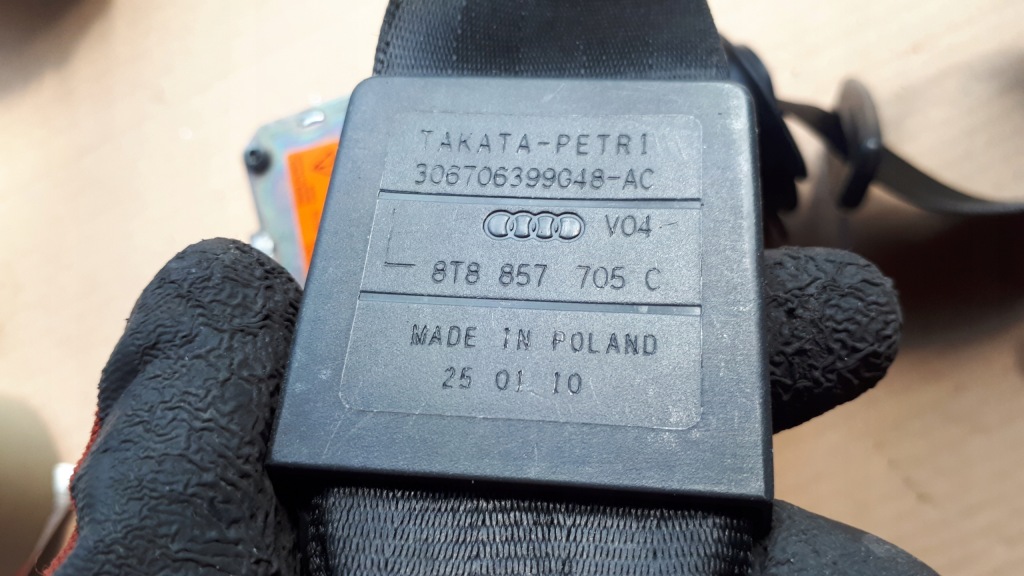 TAKATA-PETRI
306706399G48-AC
V04
8T8 857 705 C
MADE IN POLAND
25 01 10